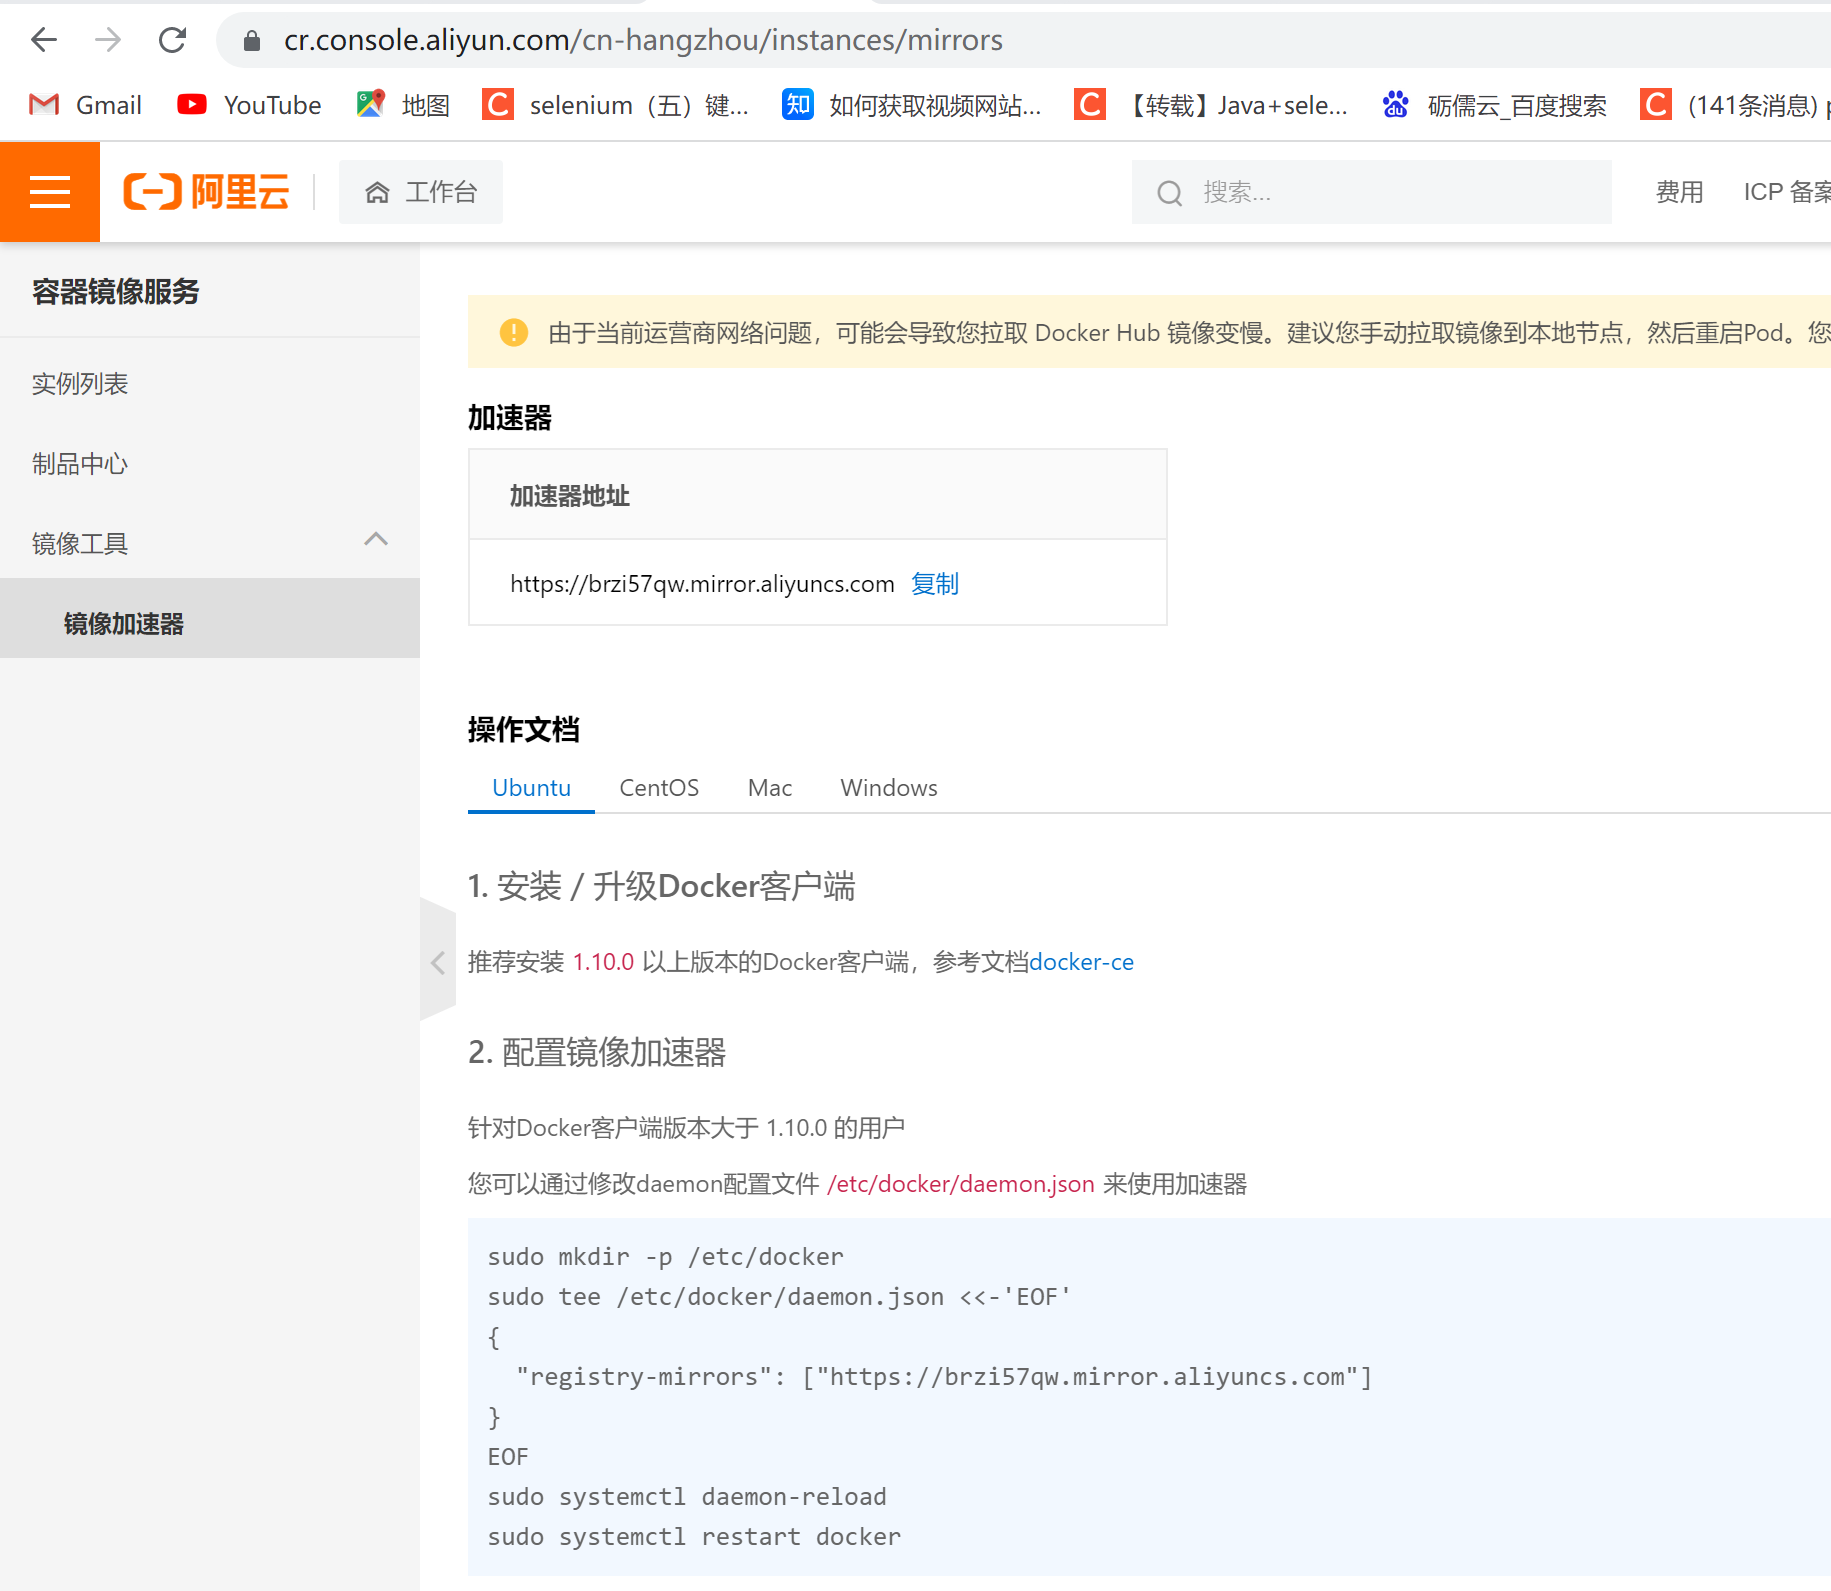 cr.console.aliyun.com/cn-hangzhou/instances/mirrors
Gmail
YouTube
地图
selenium（五）键...
如何获取视频网站...
【转载】Java+sele...
砺儒云_百度搜索
(141条消息)
阿里云
工作台
搜索...
费用
ICP 备案
容器镜像服务
实例列表
制品中心
镜像工具
镜像加速器
由于当前运营商网络问题，可能会导致您拉取 Docker Hub 镜像变慢。建议您手动拉取镜像到本地节点，然后重启Pod。您
加速器
加速器地址
https://brzi57qw.mirror.aliyuncs.com 复制
操作文档
Ubuntu CentOS Mac Windows
1. 安装 / 升级Docker客户端
推荐安装 1.10.0 以上版本的Docker客户端，参考文档docker-ce
2. 配置镜像加速器
针对Docker客户端版本大于 1.10.0 的用户
您可以通过修改daemon配置文件 /etc/docker/daemon.json 来使用加速器
sudo mkdir -p /etc/docker
sudo tee /etc/docker/daemon.json <<-'EOF'
{
  "registry-mirrors": ["https://brzi57qw.mirror.aliyuncs.com"]
}
EOF
sudo systemctl daemon-reload
sudo systemctl restart docker